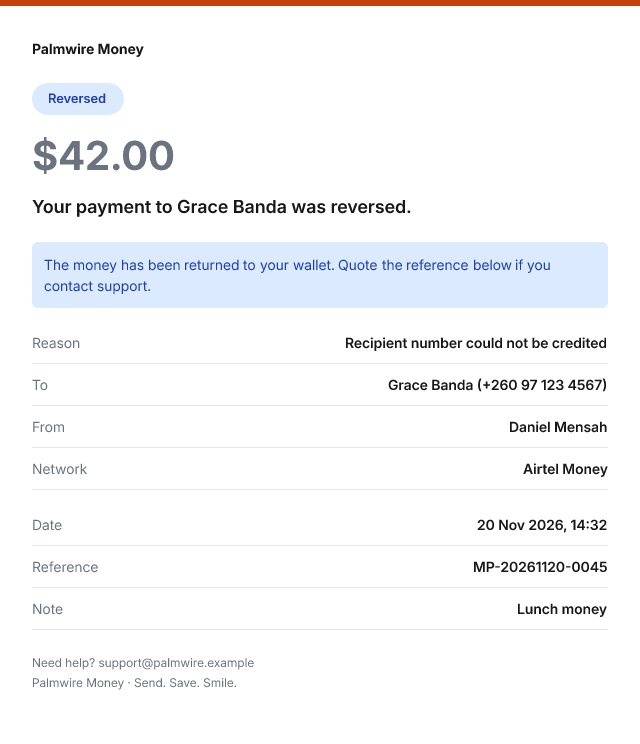 Palmwire Money
Reversed
$42.00
Your payment to Grace Banda was reversed.
The money has been returned to your wallet. Quote the reference below if you
contact support.
Reason Recipient number could not be credited
To Grace Banda (+260 97 123 4567)
From Daniel Mensah
Network Airtel Money
Date 20 Nov 2026, 14:32
Reference MP-20261120-0045
Note Lunch money
Need help? support@palmwire.example
Palmwire Money · Send. Save. Smile.